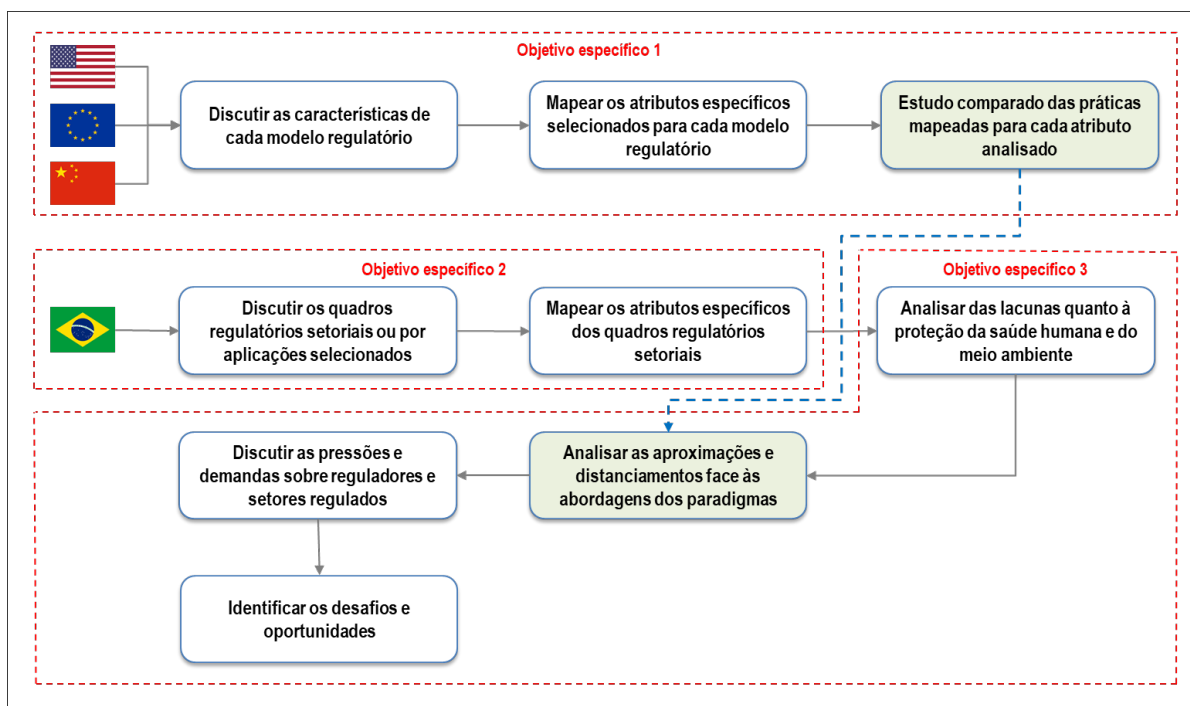 Objetivo específico 1
Discutir as características de
cada modelo regulatório
Mapear os atributos específicos
selecionados para cada modelo
regulatório
Estudo comparado das práticas
mapeadas para cada atributo
analisado
Objetivo específico 2
Discutir os quadros
regulatórios setoriais ou por
aplicações selecionados
Mapear os atributos específicos
dos quadros regulatórios
setoriais
Objetivo específico 3
Analisar das lacunas quanto à
proteção da saúde humana e do
meio ambiente
Discutir as pressões e
demandas sobre reguladores e
setores regulados
Analisar as aproximações e
distanciamentos face às
abordagens dos paradigmas
Identificar os desafios e
oportunidades